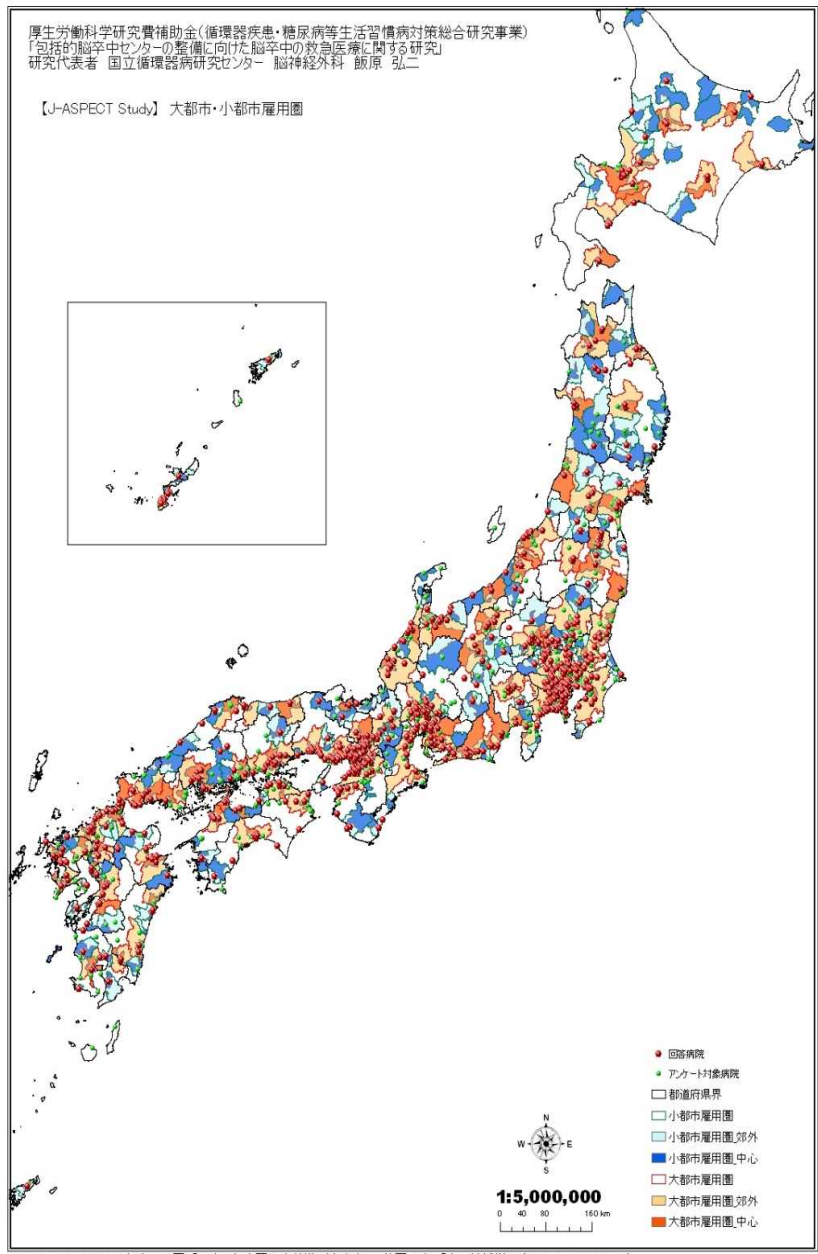 厚生労働科学研究費補助金(循環器疾患・糖尿病等生活習慣病対策総合研究事業)
「包括的脳卒中センターの整備に向けた脳卒中の救急医療に関する研究」
研究代表者 国立循環器病研究センター 脳神経外科 飯原 弘二
【J-ASPECT Study】 大都市・小都市雇用圏
回答病院
アンケート対象病院
都道府県界
小都市雇用圏
小都市雇用圏_郊外
小都市雇用圏_中心
大都市雇用圏
大都市雇用圏_郊外
大都市雇用圏_中心
N
W E
S
1:5,000,000
0 40 80 160 km